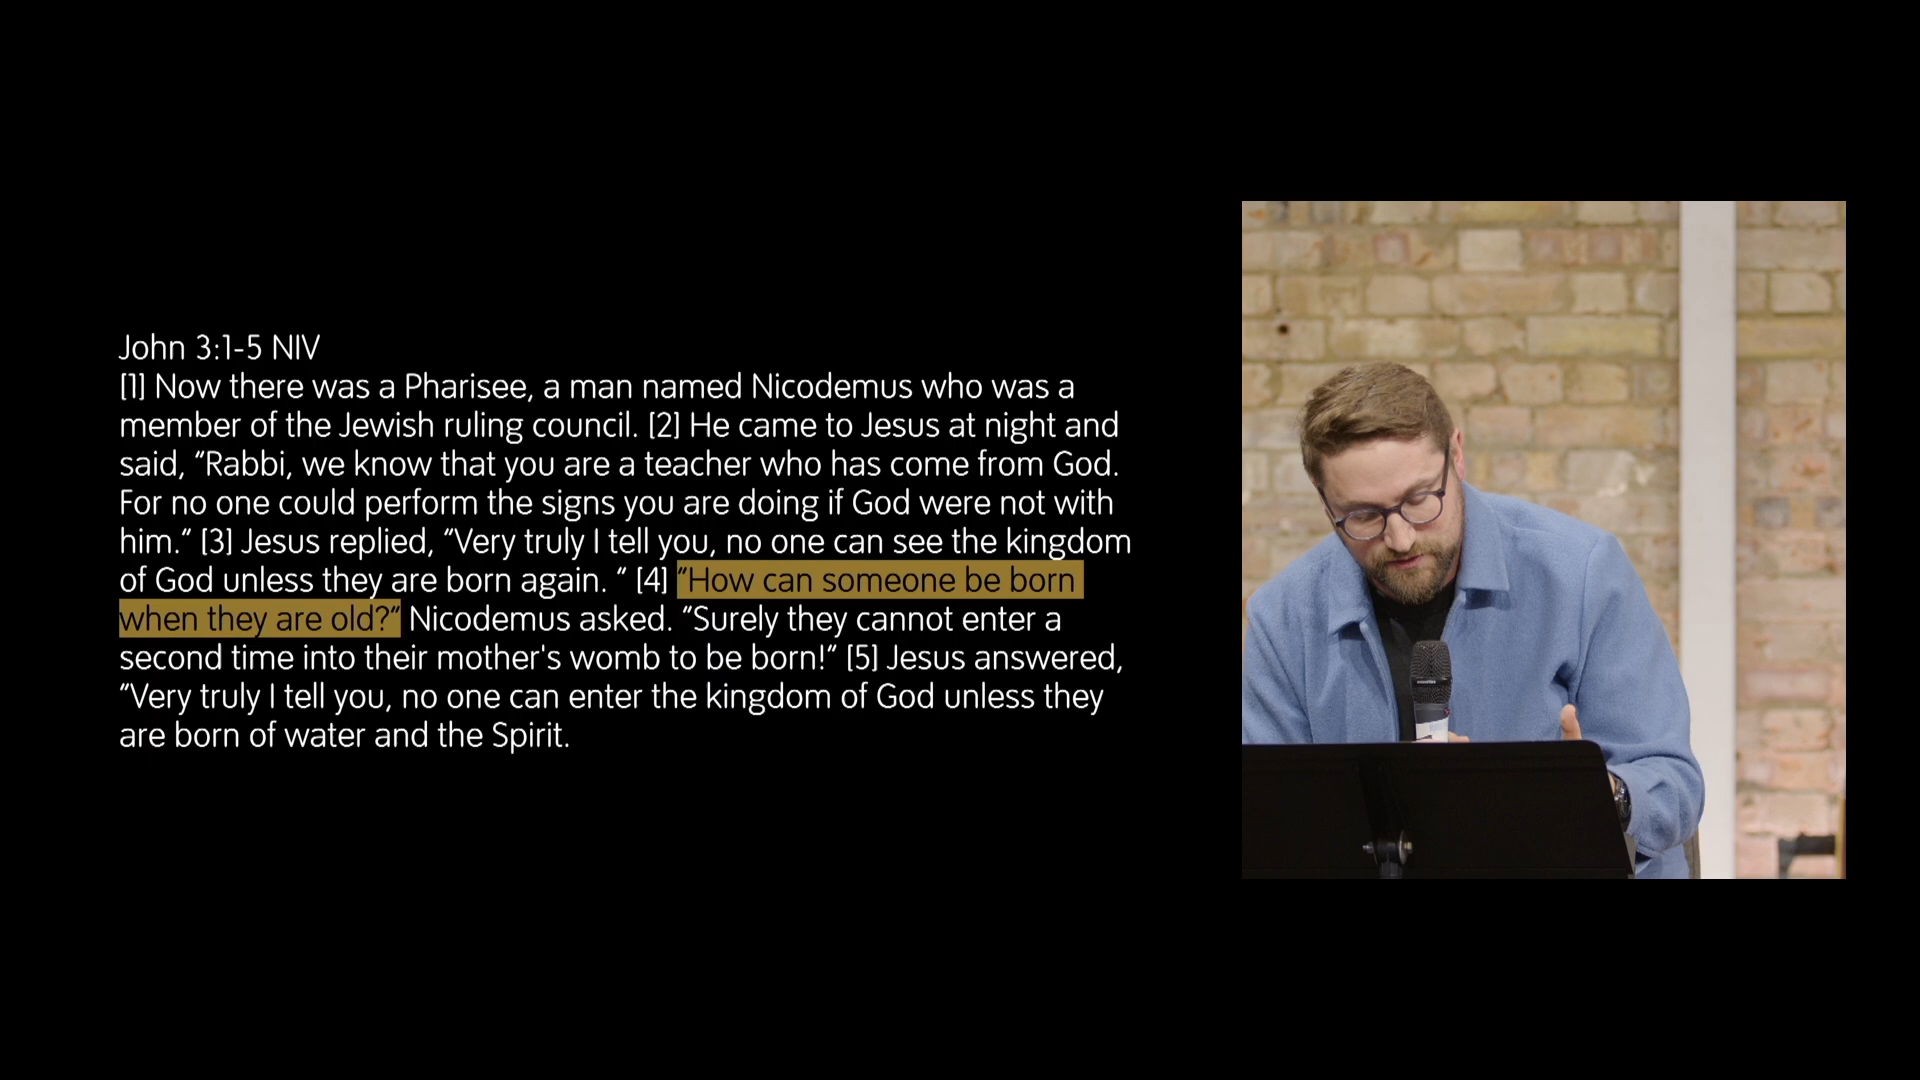 John 3:1-5 NIV
[1] Now there was a Pharisee, a man named Nicodemus who was a
member of the Jewish ruling council. [2] He came to Jesus at night and
said, “Rabbi, we know that you are a teacher who has come from God.
For no one could perform the signs you are doing if God were not with
him.” [3] Jesus replied, “Very truly I tell you, no one can see the kingdom
of God unless they are born again. ” [4] “How can someone be born
when they are old?” Nicodemus asked. “Surely they cannot enter a
second time into their mother's womb to be born!” [5] Jesus answered,
“Very truly I tell you, no one can enter the kingdom of God unless they
are born of water and the Spirit.